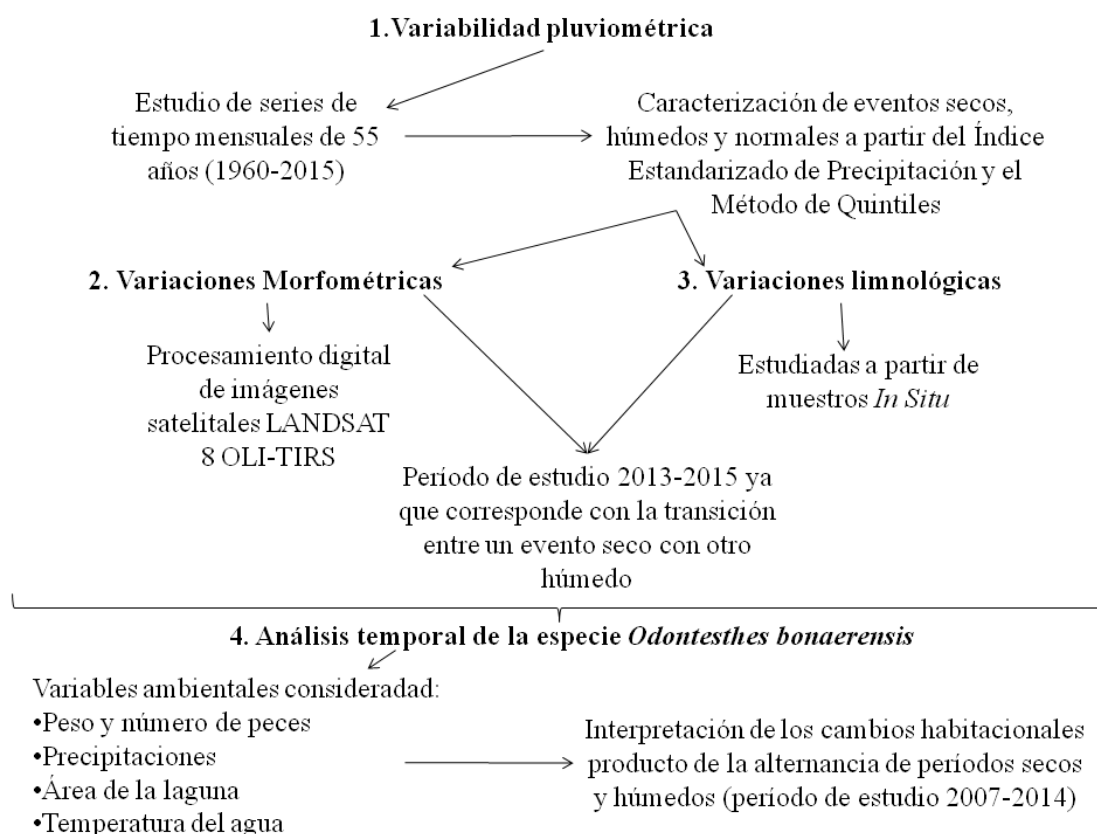 1.Variabilidad pluviométrica
Estudio de series de
tiempo mensuales de 55
años (1960-2015)
Caracterización de eventos secos,
húmedos y normales a partir del Índice
Estandarizado de Precipitación y el
Método de Quintiles
2. Variaciones Morfométricas
3. Variaciones limnológicas
Procesamiento digital
de imágenes
satelitales LANDSAT
8 OLI-TIRS
Estudiadas a partir de
muestros In Situ
Período de estudio 2013-2015 ya
que corresponde con la transición
entre un evento seco con otro
húmedo
4. Análisis temporal de la especie Odontesthes bonaerensis
Variables ambientales consideradad:
•Peso y número de peces
•Precipitaciones
•Área de la laguna
•Temperatura del agua
Interpretación de los cambios habitacionales
producto de la alternancia de períodos secos
y húmedos (período de estudio 2007-2014)